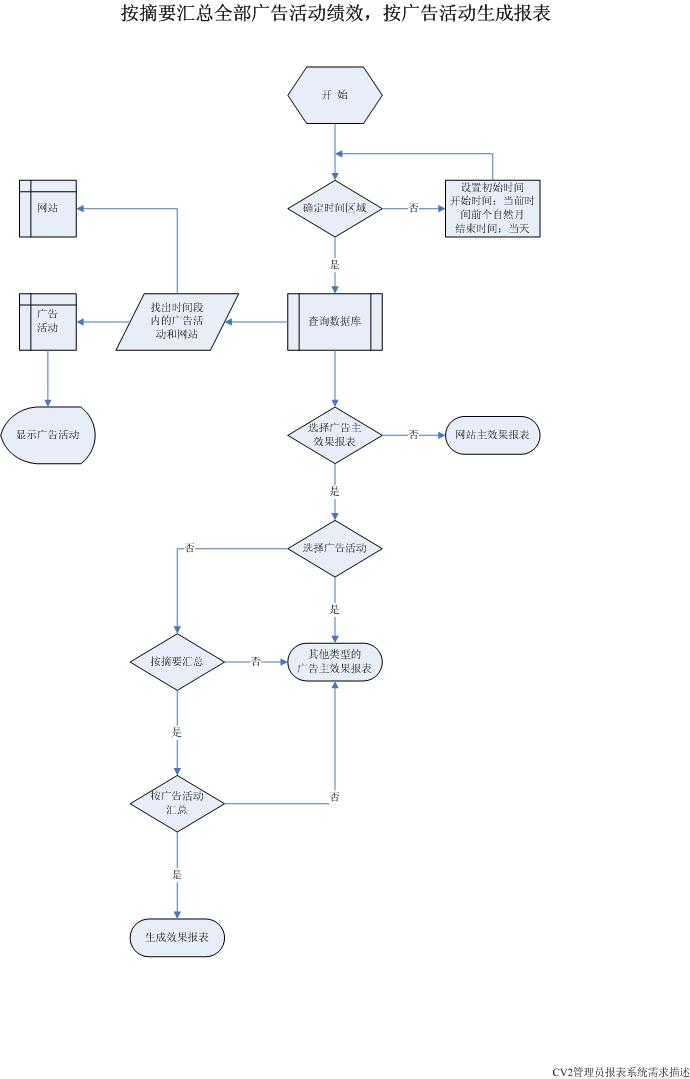 按摘要汇总全部广告活动绩效，按广告活动生成报表
开 始
确定时间区域
否
设置初始时间
开始时间；当前时
间前个自然月
结束时间；当天
网站
是
广告
活动
找出时间段
内的广告活
动和网站
查询数据库
显示广告活动
选择广告主
效果报表
否
网站主效果报表
是
选择广告活动
否
是
按摘要汇总
否
其他类型的
广告主效果报表
是
按广告活动
汇总
否
是
生成效果报表
CV2管理员报表系统需求描述